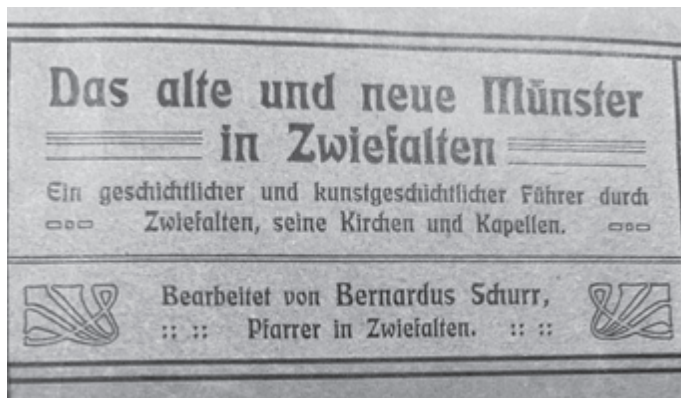 Das alte und neue Münster
in Zwiefalten
Ein geschichtlicher und kunstgeschichtlicher Führer durch
Zwiefalten, seine Kirchen und Kapellen.
Bearbeitet von Bernardus Schurr,
:: :: Pfarrer in Zwiefalten. :: ::